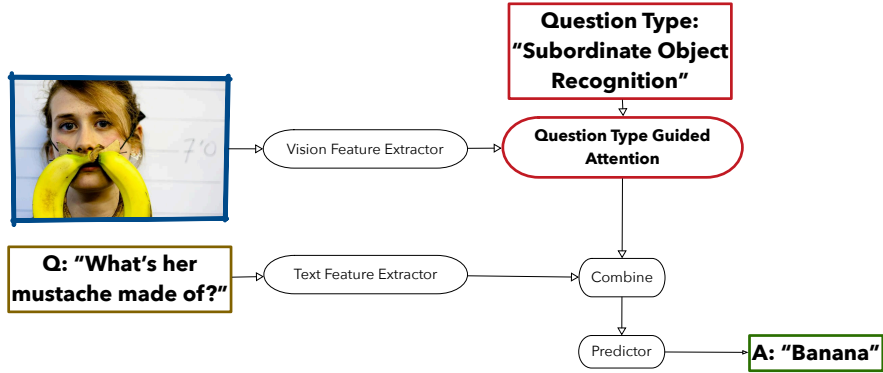 Question Type:
“Subordinate Object
Recognition”
7'0
Vision Feature Extractor
Question Type Guided
Attention
Q: “What’s her
mustache made of?”
Text Feature Extractor
Combine
Predictor
A: “Banana”